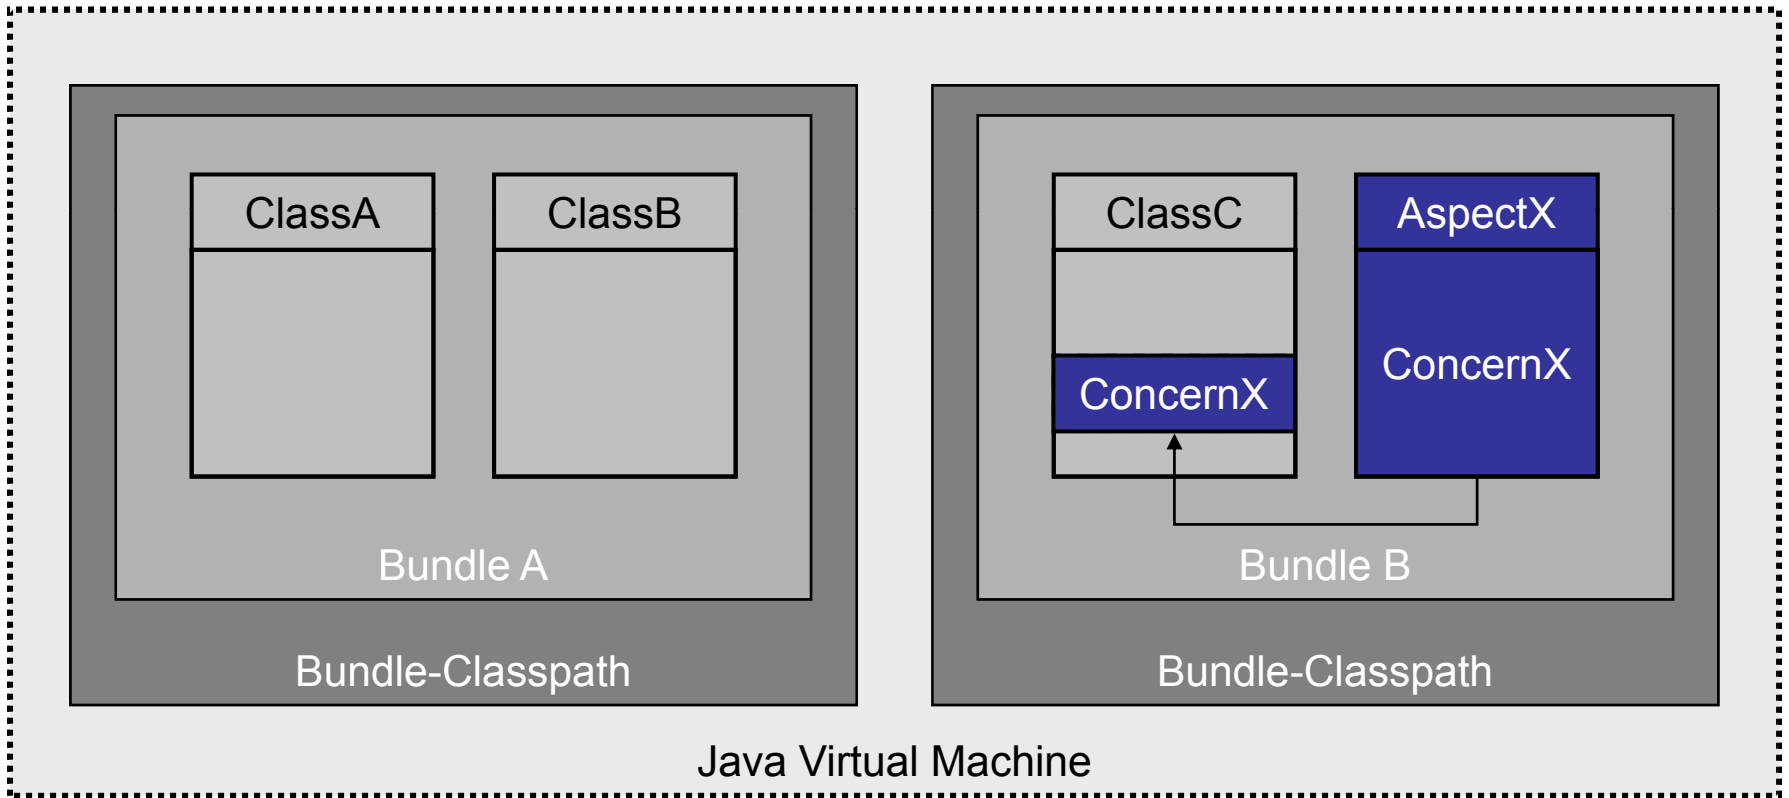 ClassA
ClassB
Bundle A
Bundle-Classpath
ClassC
AspectX
ConcernX
ConcernX
Bundle B
Bundle-Classpath
Java Virtual Machine